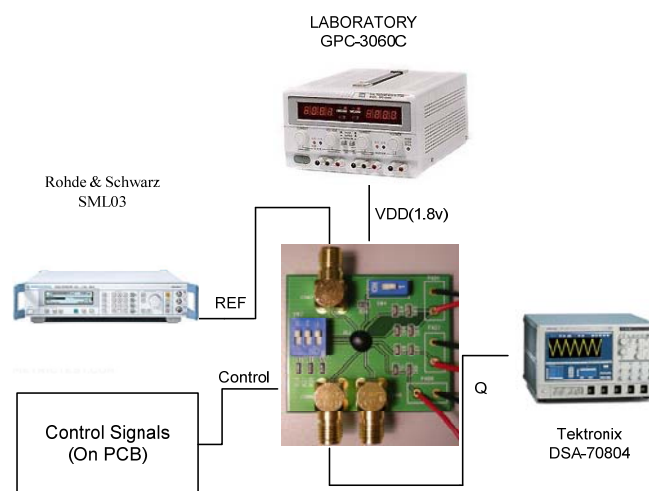 LABORATORY
GPC-3060C
Rohde & Schwarz
SML03
VDD(1.8v)
REF
Control
Q
Control Signals
(On PCB)
Tektronix
DSA-70804